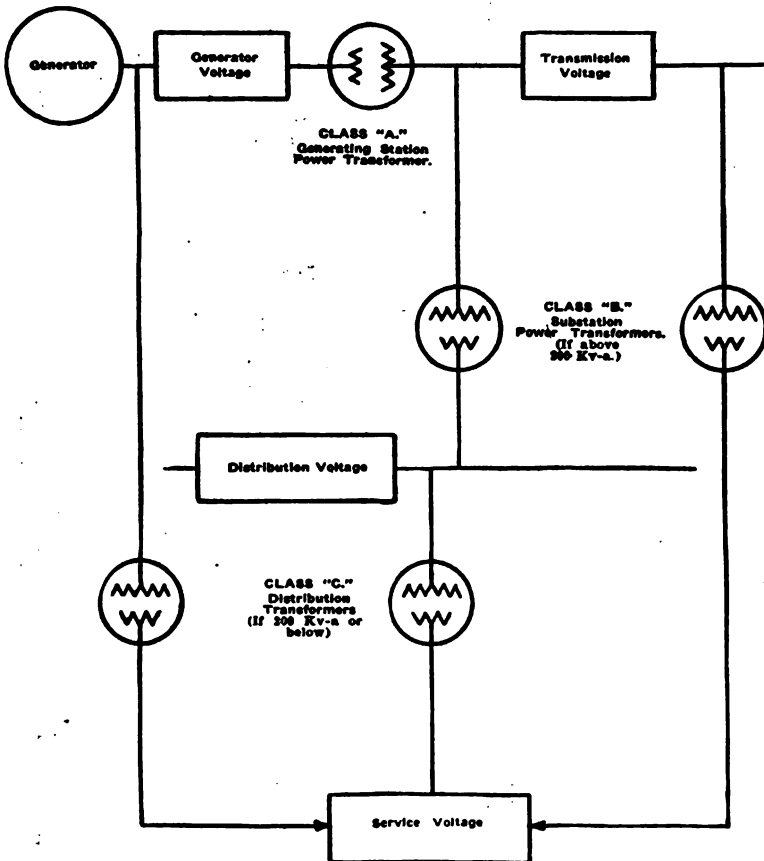 Generator
Generator
Voltage
Transmission
Voltage
CLASS "A."
Generating Station
Power Transformer.
CLASS "B."
Substation
Power Transformers.
(If above
200 Kv-a.)
Distribution Voltage
CLASS "C."
Distribution
Transformers
(If 200 Kv-a or
below)
Service Voltage